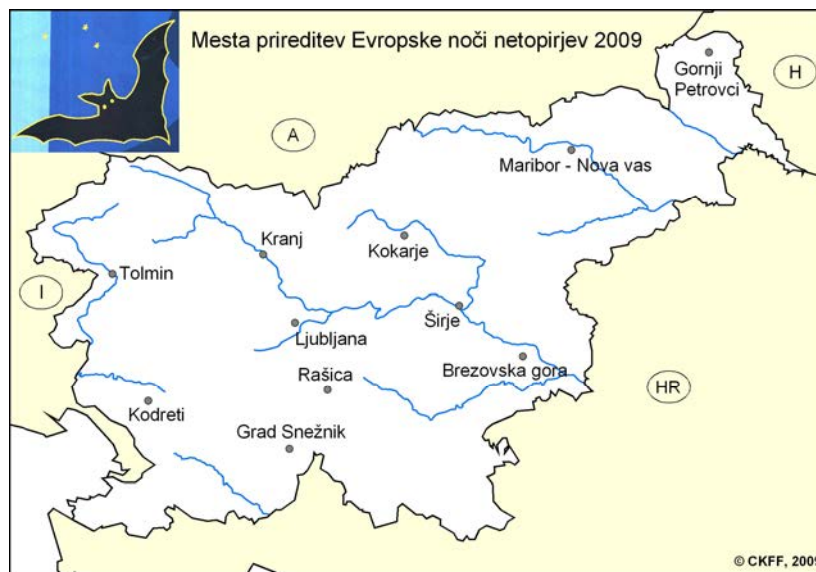 Mesta prireditev Evropske noči netopirjev 2009
H
Gornji
Petrovci
A
Maribor - Nova vas
Kranj
Kokarje
Tolmin
I
Širje
Ljubljana
Brezovska gora
Rašica
HR
Kodreti
Grad Snežnik
© CKFF, 2009